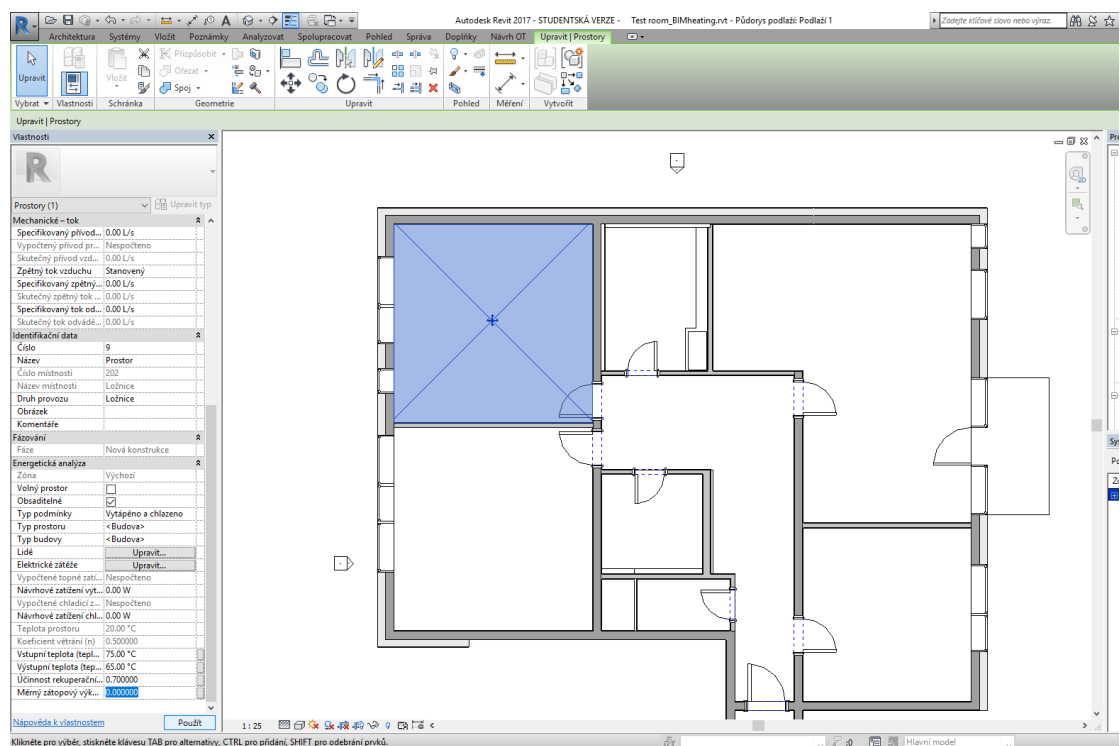 Autodesk Revit 2017 - STUDENTSKÁ VERZE - Test room_BIMheating.rvt - Půdorys podlaží: Podlaží 1
Zadejte klíčové slovo nebo výraz.
Architektura Systémy Vložit Poznámky Analyzovat Spolupracovat Pohled Správa Doplňky Návrh OT Upravit | Prostory
Upravit Vložit Přizpůsobit
Ořezat
Spoj
Vybrat Vlastnosti Schránka Geometrie Upravit Pohled Měření Vytvořit
Upravit | Prostory
Vlastnosti
R
Prostory (1) Upravit typ
Mechanické – tok
Specifikovaný přívod... 0.00 L/s
Vypočtený přívod pr... Nespočteno
Skutečný přívod vzd... 0.00 L/s
Zpětný tok vzduchu Stanovený
Specifikovaný zpětný... 0.00 L/s
Skutečný zpětný tok ... 0.00 L/s
Specifikovaný tok od... 0.00 L/s
Skutečný tok odvádě... 0.00 L/s
Identifikační data
Číslo 9
Název Prostor
Číslo místnosti 202
Název místnosti Ložnice
Druh provozu Ložnice
Obrázek
Komentáře
Fázování
Fáze Nová konstrukce
Energetická analýza
Zóna Výchozí
Volný prostor
Obsaditelné
Typ podmínky Vytápěno a chlazeno
Typ prostoru <Budova>
Typ budovy <Budova>
Lidé Upravit...
Elektrické zátěže Upravit...
Vypočtené topné zatí... Nespočteno
Návrhové zatížení vyt... 0.00 W
Vypočtené chladicí z... Nespočteno
Návrhové zatížení chl... 0.00 W
Teplota prostoru 20.00 °C
Koeficient větrání (n) 0.500000
Vstupní teplota (tepl... 75.00 °C
Výstupní teplota (tep... 65.00 °C
Účinnost rekuperační... 0.700000
Měrný zátopový výk... 0.000000
Nápověda k vlastnostem Použít
1 : 25
Klikněte pro výběr, stiskněte klávesu TAB pro alternativy, CTRL pro přidání, SHIFT pro odebrání prvků.
:0 Hlavní model